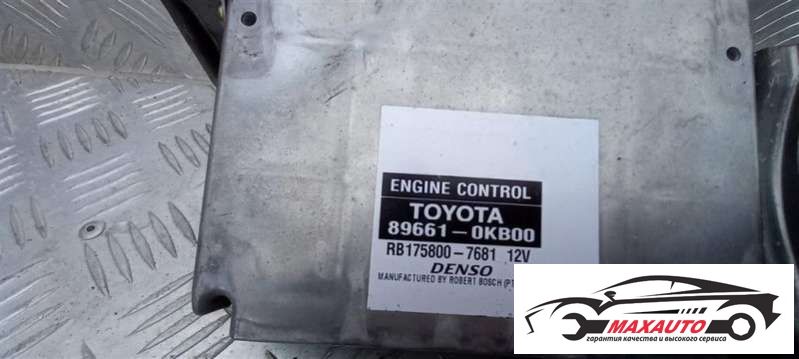 ENGINE CONTROL
TOYOTA
89661-0KB00
RB175800-7681 12V
DENSO
MANUFACTURED BY ROBERT BOSCH (P
MAXAUTO
гарантия качества и высокого сервиса